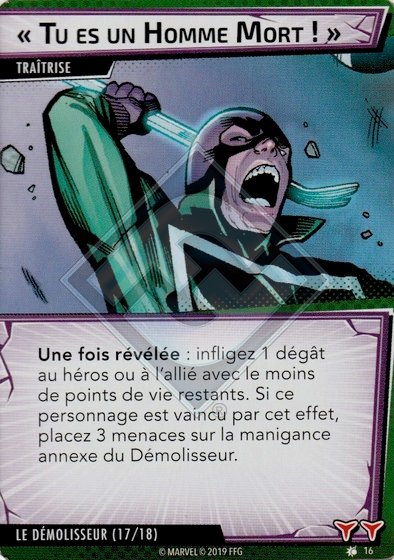 « Tu es un Homme Mort ! »
TRAÎTRISE
Une fois révélée : infligez 1 dégât
au héros ou à l'allié avec le moins
de points de vie restants. Si ce
personnage est vaincu par cet effet,
placez 3 menaces sur la manigance
annexe du Démolisseur.
LE DÉMOLISSEUR (17/18)
© MARVEL © 2019 FFG
16